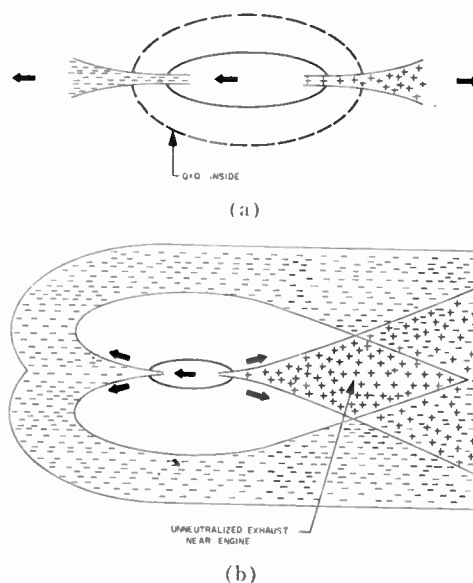 Q=0 INSIDE
(a)
UNNEUTRALIZED EXHAUST
NEAR ENGINE
(b)